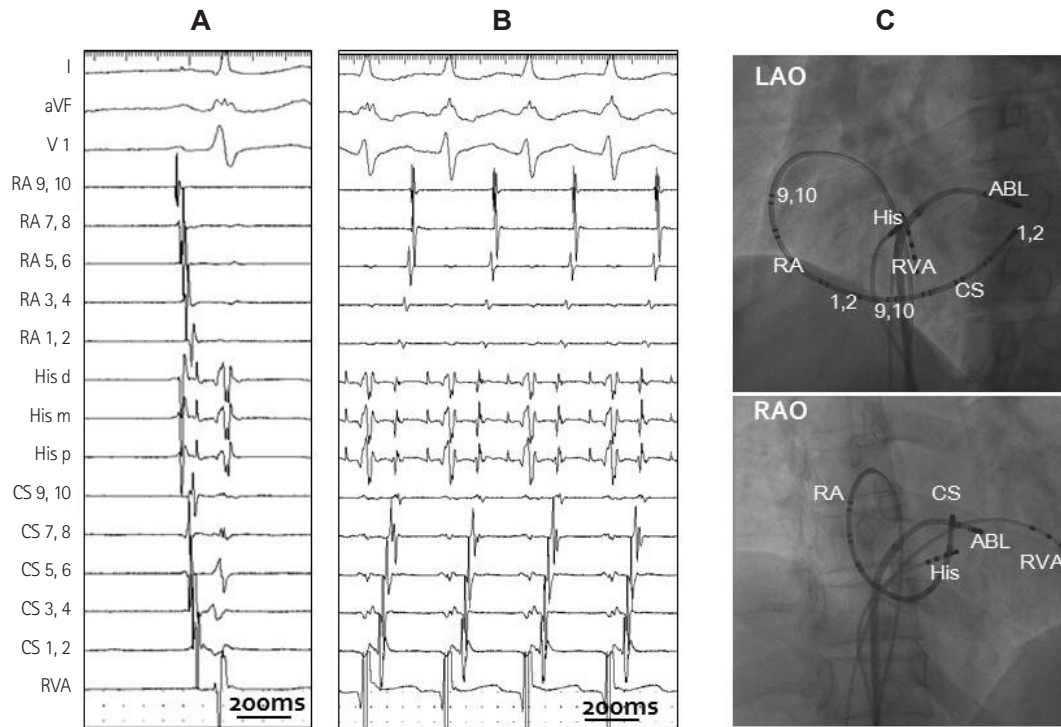 A
B
C
I
aVF
V 1
RA 9, 10
RA 7, 8
RA 5, 6
RA 3, 4
RA 1, 2
His d
His m
His p
CS 9, 10
CS 7, 8
CS 5, 6
CS 3, 4
CS 1, 2
RVA
200ms
200ms
LAO
9,10
His
ABL
1,2
RVA
RA
CS
1,2
9,10
RAO
RA
CS
ABL
RVA
His